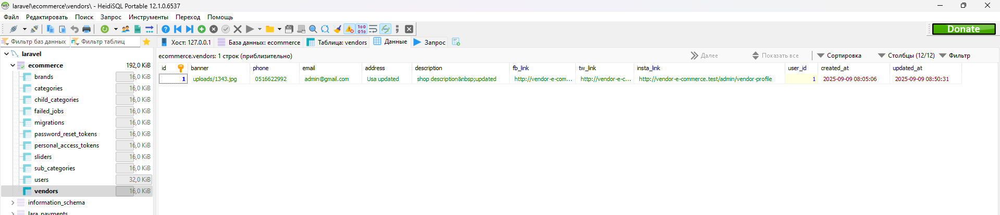 laravel\ecommerce\vendors\ - HeidiSQL Portable 12.1.0.6537
Файл Редактировать Поиск Запрос Инструменты Переход Помощь
Donate
Фильтр баз данных Фильтр таблиц Хост: 127.0.0.1 База данных: ecommerce Таблица: vendors Данные Запрос
laravel
ecommerce 192,0 KiB
brands 16,0 KiB
categories 16,0 KiB
child_categories 16,0 KiB
failed_jobs 16,0 KiB
migrations 16,0 KiB
password_reset_tokens 16,0 KiB
personal_access_tokens 16,0 KiB
sliders 16,0 KiB
sub_categories 16,0 KiB
users 32,0 KiB
vendors 16,0 KiB
information_schema
lara_payments
ecommerce.vendors: 1 строк (приблизительно) Далее Показать все Сортировка Столбцы (12/12) Фильтр
id banner phone email address description fb_link tw_link insta_link user_id created_at updated_at
1 uploads/1343.jpg 0516622992 admin@gmail.com Usa updated shop description&nbsp;updated http://vendor-e-com... http://vendor-e-c... http://vendor-e-commerce.test/admin/vendor-profile 1 2025-09-09 08:05:06 2025-09-09 08:50:31